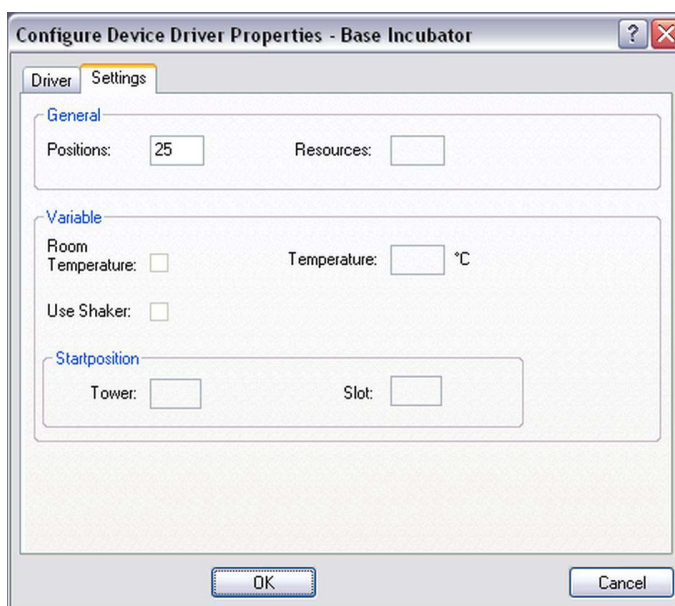 Configure Device Driver Properties - Base Incubator
Driver Settings
General
Positions: 25 Resources:
Variable
Room
Temperature: Temperature: °C
Use Shaker:
Startposition
Tower: Slot:
OK Cancel